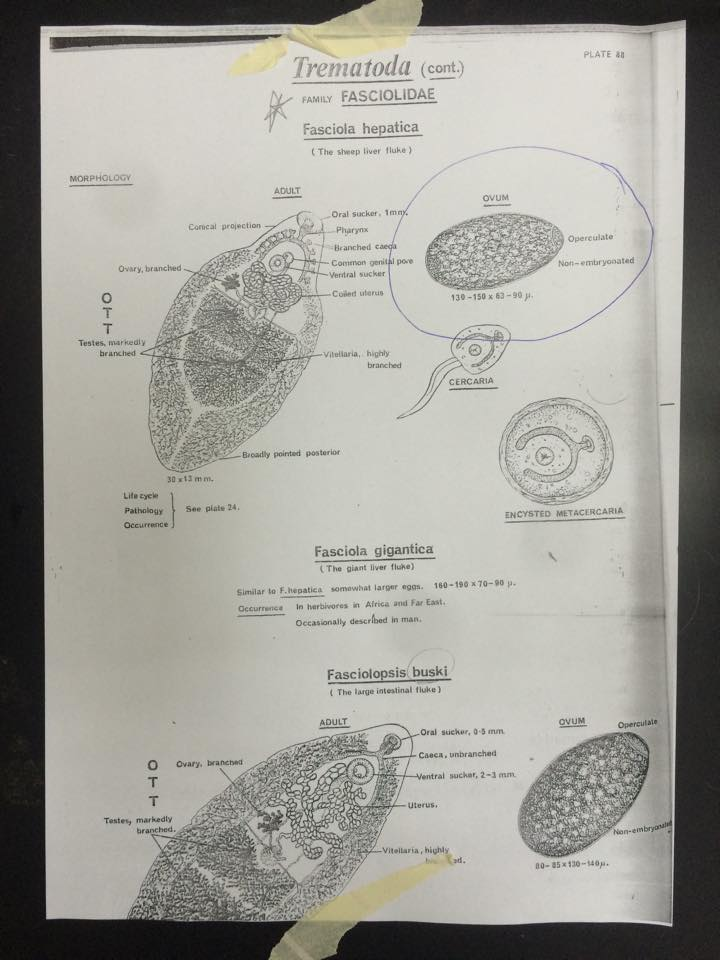 PLATE 88
Trematoda (cont.)
FAMILY FASCIOLIDAE
Fasciola hepatica
( The sheep liver fluke )
MORPHOLOGY
ADULT
Conical projection
Ovary, branched
O
T
T
Testes, markedly
branched
Oral sucker, 1mm.
Pharynx
Branched caeca
Common genital pore
Ventral sucker
Coiled uterus
Vitellaria, highly
branched
Broadly pointed posterior
30 x 13 mm.
OVUM
Operculate
Non-embryonated
130-150 x 63-90 µ.
CERCARIA
ENCYSTED METACERCARIA
Life cycle
Pathology
Occurrence
See plate 24.
Fasciola gigantica
(The giant liver fluke)
Similar to F.hepatica somewhat larger eggs. 160-190 x 70-90 µ.
Occurrence In herbivores in Africa and Far East.
Occasionally described in man.
Fasciolopsis buski
( The large intestinal fluke )
ADULT
O
T
T
Ovary, branched
Testes, markedly
branched.
Oral sucker, 0·5 mm.
Caeca, unbranched
Ventral sucker, 2-3 mm.
Uterus.
Vitellaria, highly
OVUM
Operculate
Non-embryonated
80-85 x 130-140µ.